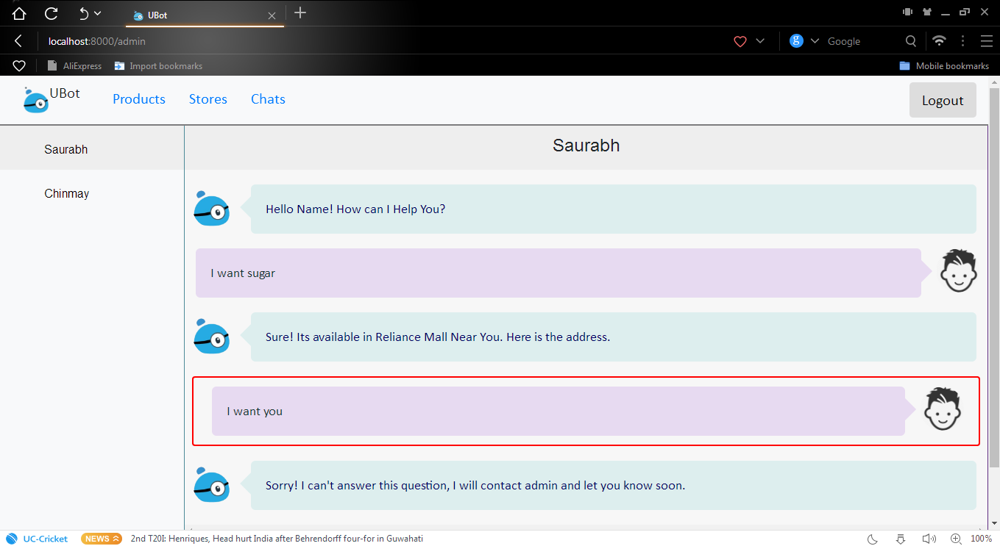 UBot
localhost:8000/admin
g Google
AliExpress Import bookmarks Mobile bookmarks
UBot Products Stores Chats Logout
Saurabh
Chinmay
Saurabh
Hello Name! How can I Help You?
I want sugar
Sure! Its available in Reliance Mall Near You. Here is the address.
I want you
Sorry! I can't answer this question, I will contact admin and let you know soon.
UC-Cricket NEWS 2nd T20I: Henriques, Head hurt India after Behrendorff four-for in Guwahati 100%